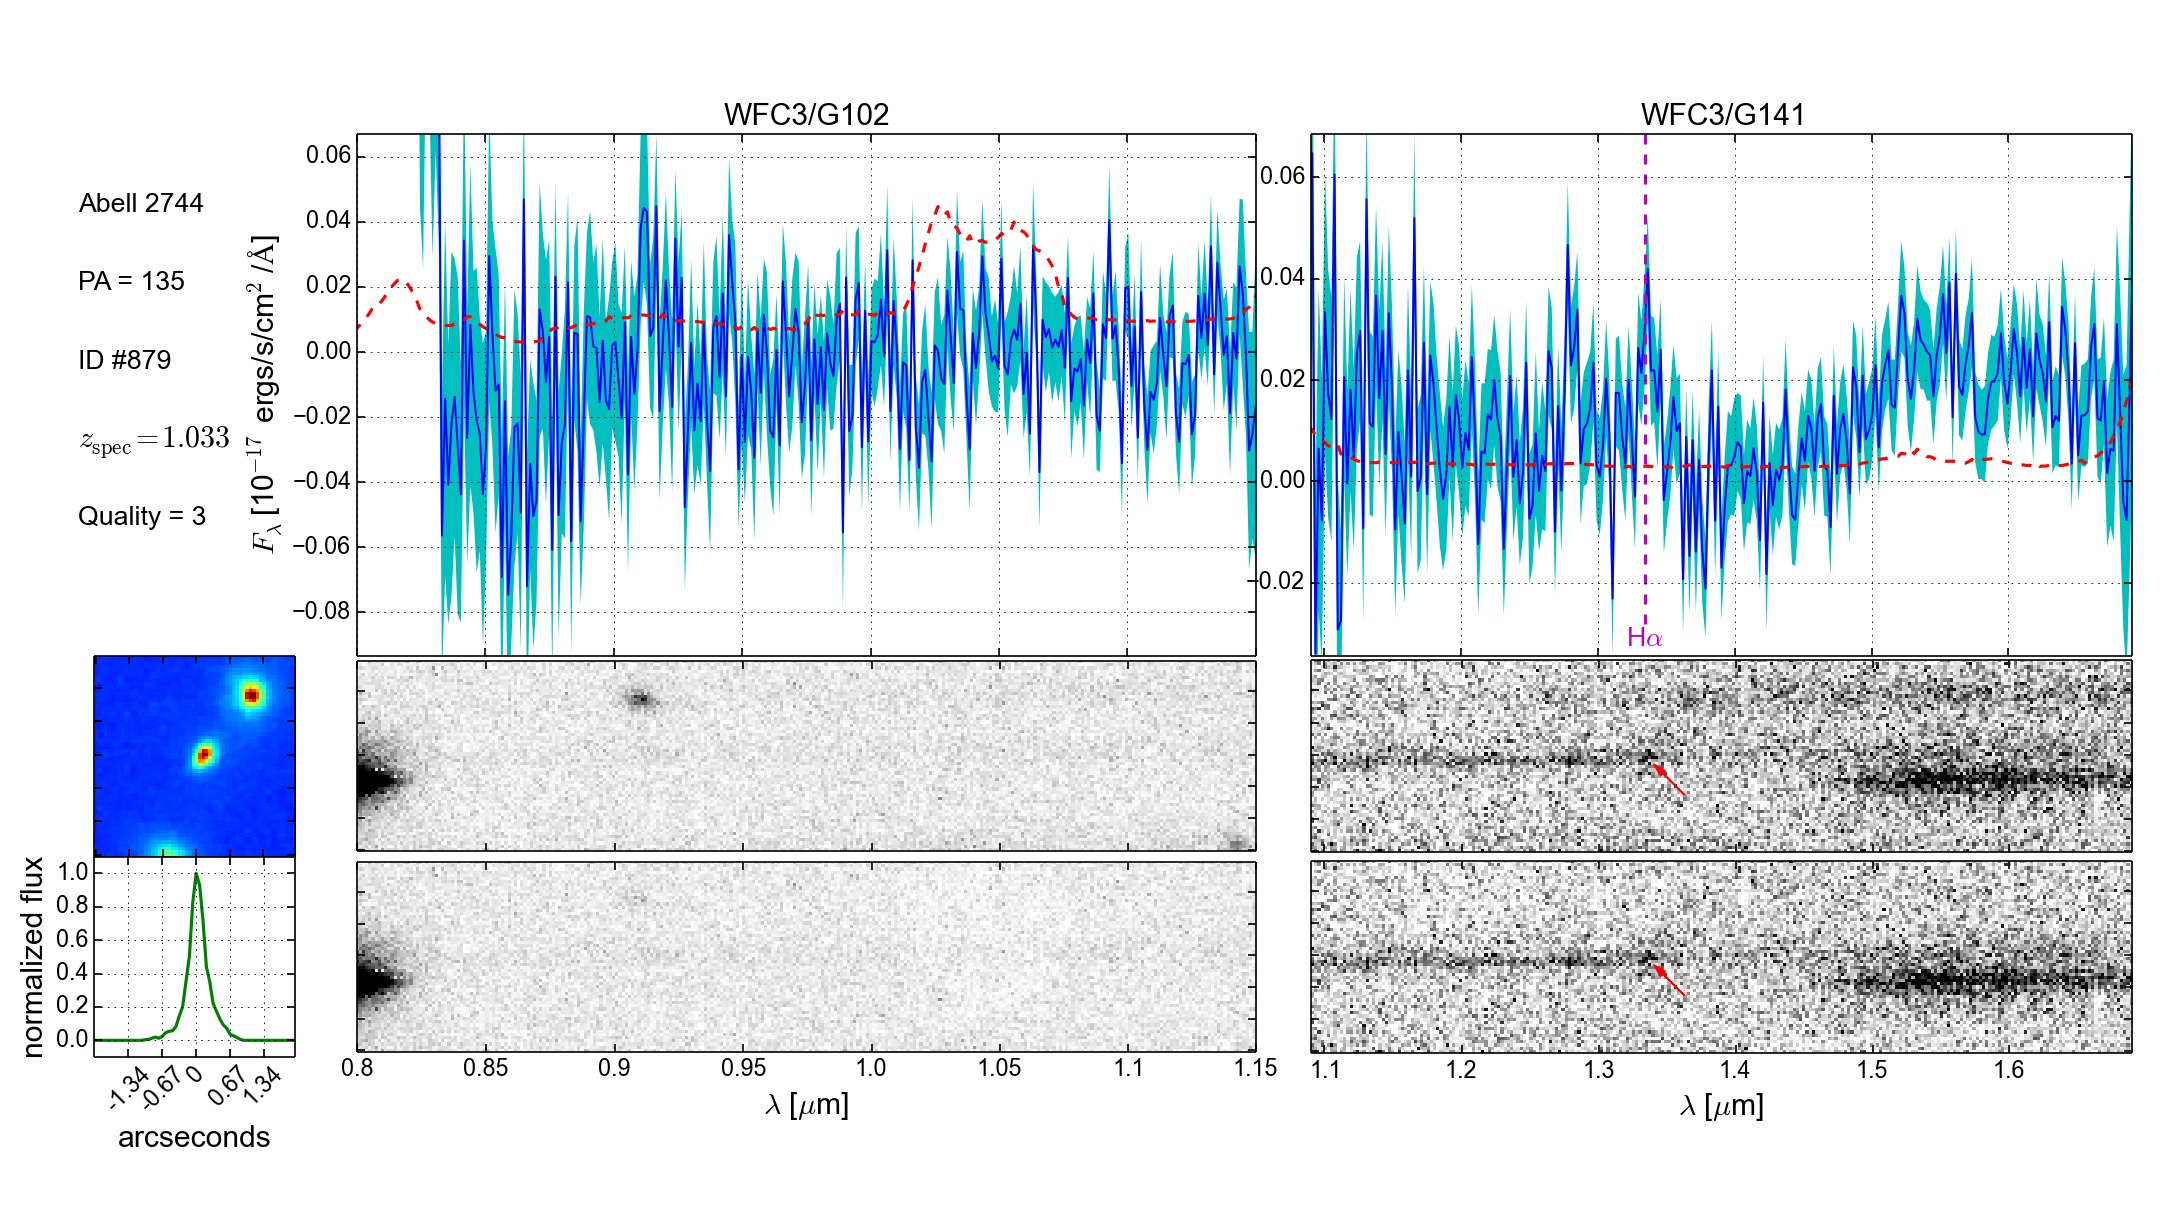 WFC3/G102
WFC3/G141
Abell 2744
PA = 135
ID #879
z_spec = 1.033
Quality = 3
F_λ [10^−17 ergs/s/cm^2 /Å]
0.06
0.04
0.02
0.00
−0.02
−0.04
−0.06
−0.08
0.06
0.04
0.02
0.00
−0.02
Hα
normalized flux
1.0
0.8
0.6
0.4
0.2
0.0
-1.34
-0.67
0
0.67
1.34
arcseconds
0.8
0.85
0.9
0.95
1.0
1.05
1.1
1.15
λ [μm]
1.1
1.2
1.3
1.4
1.5
1.6
λ [μm]